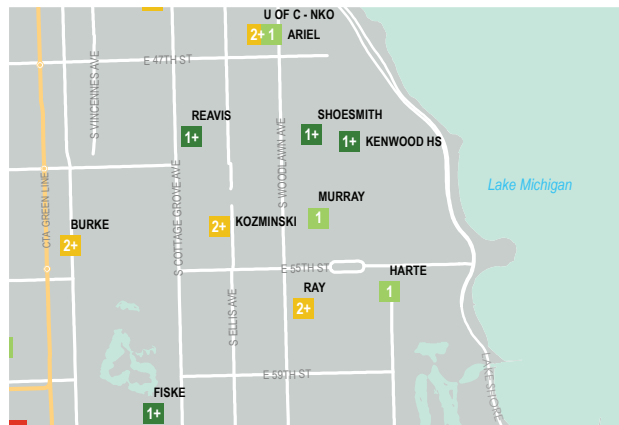 U OF C - NKO
2+ 1 ARIEL
E 47TH ST
S VINCENNES AVE
REAVIS
1+
SHOESMITH
1+
1+ KENWOOD HS
S COTTAGE GROVE AVE
S WOODLAWN AVE
CTA GREEN LINE
Lake Michigan
MURRAY
1
BURKE
2+
2+ KOZMINSKI
E 55TH ST
HARTE
1
RAY
2+
S ELLIS AVE
E 59TH ST
LAKE SHORE
FISKE
1+